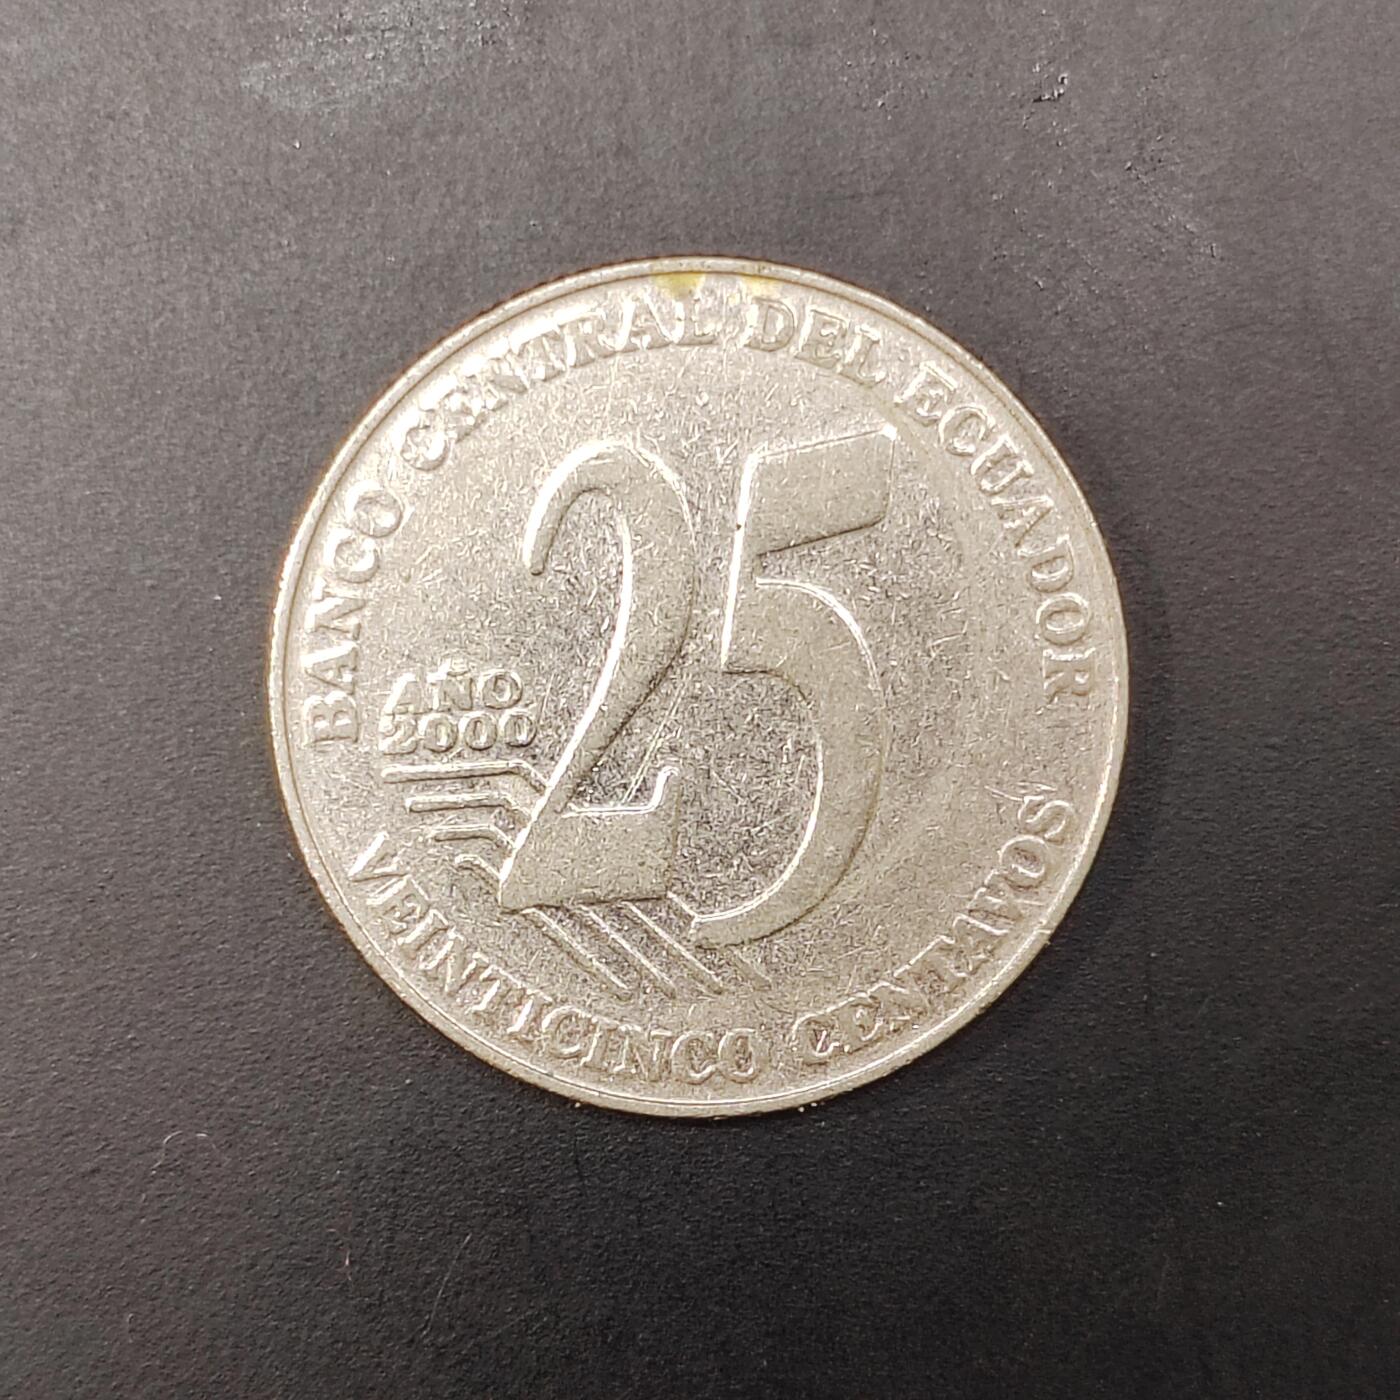 BANCO CENTRAL DEL ECUADOR
25
AÑO
2000
VEINTICINCO CENTAVOS